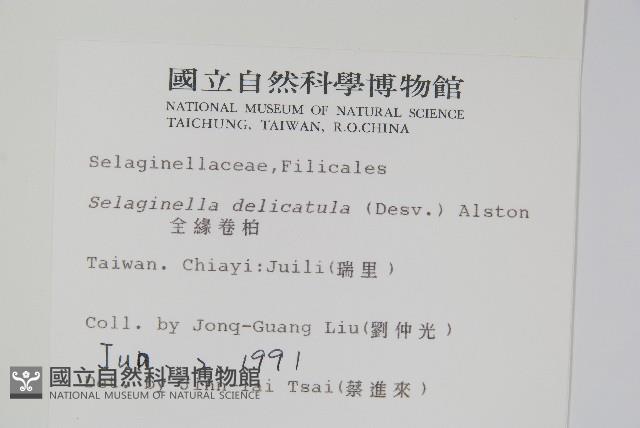 國立自然科學博物館
NATIONAL MUSEUM OF NATURAL SCIENCE
TAICHUNG, TAIWAN, R.O.CHINA
Selaginellaceae,Filicales
Selaginella delicatula (Desv.) Alston
全緣卷柏
Taiwan. Chiayi:Juili(瑞里)
Coll. by Jonq-Guang Liu(劉仲光)
Jun , 1991
by Tsai(蔡進來)
國立自然科學博物館
NATIONAL MUSEUM OF NATURAL SCIENCE